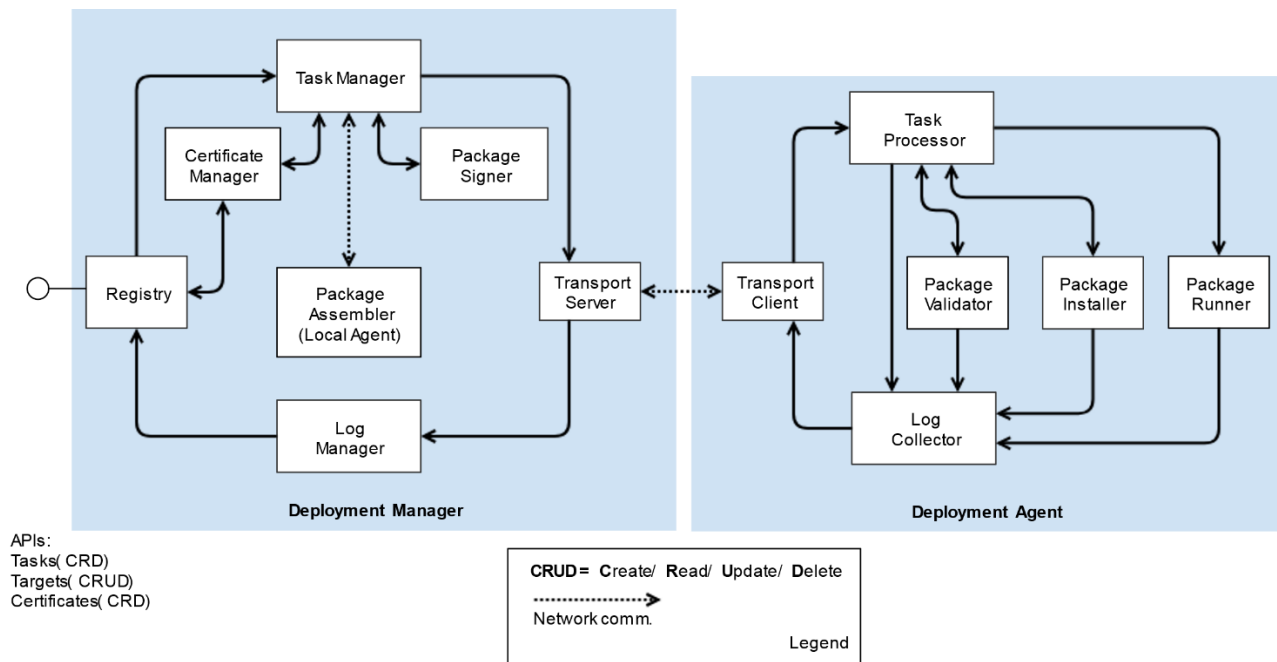 Task Manager
Certificate
Manager
Package
Signer
Registry
Package
Assembler
(Local Agent)
Transport
Server
Log
Manager
Deployment Manager
Task
Processor
Transport
Client
Package
Validator
Package
Installer
Package
Runner
Log
Collector
Deployment Agent
APIs:
Tasks( CRD)
Targets( CRUD)
Certificates( CRD)
CRUD= Create/ Read/ Update/ Delete
Network comm.
Legend